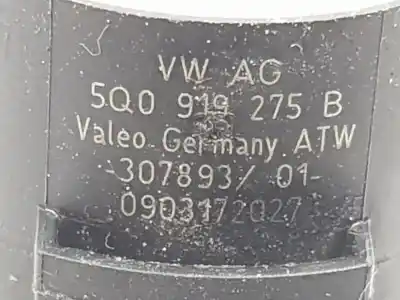 VW AG
5Q0 919 275 B
Valeo Germany ATW
-307893/ 01-
0903172027